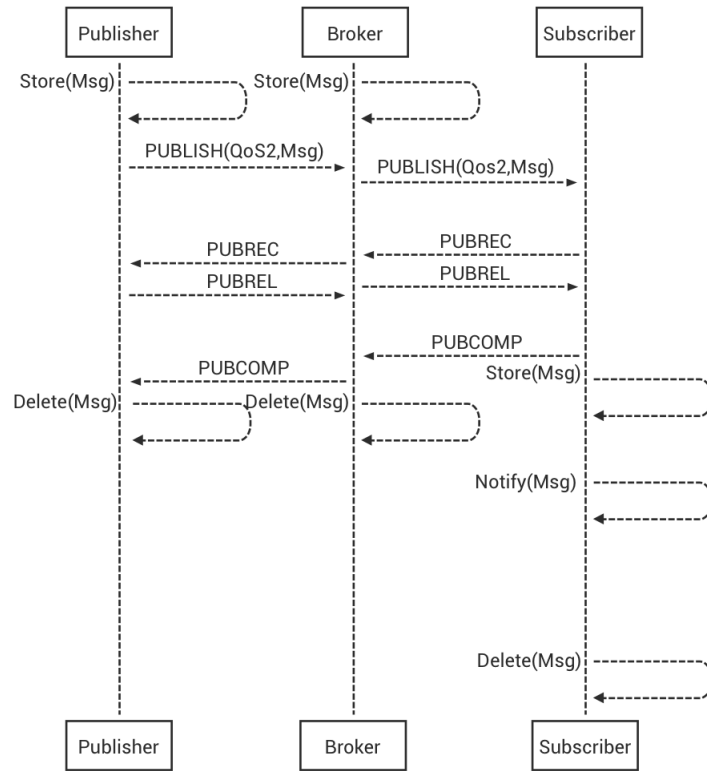 Publisher
Broker
Subscriber
Store(Msg)
Store(Msg)
PUBLISH(QoS2,Msg)
PUBLISH(Qos2,Msg)
PUBREC
PUBREC
PUBREL
PUBREL
PUBCOMP
PUBCOMP
Store(Msg)
Delete(Msg)
Delete(Msg)
Notify(Msg)
Delete(Msg)
Publisher
Broker
Subscriber